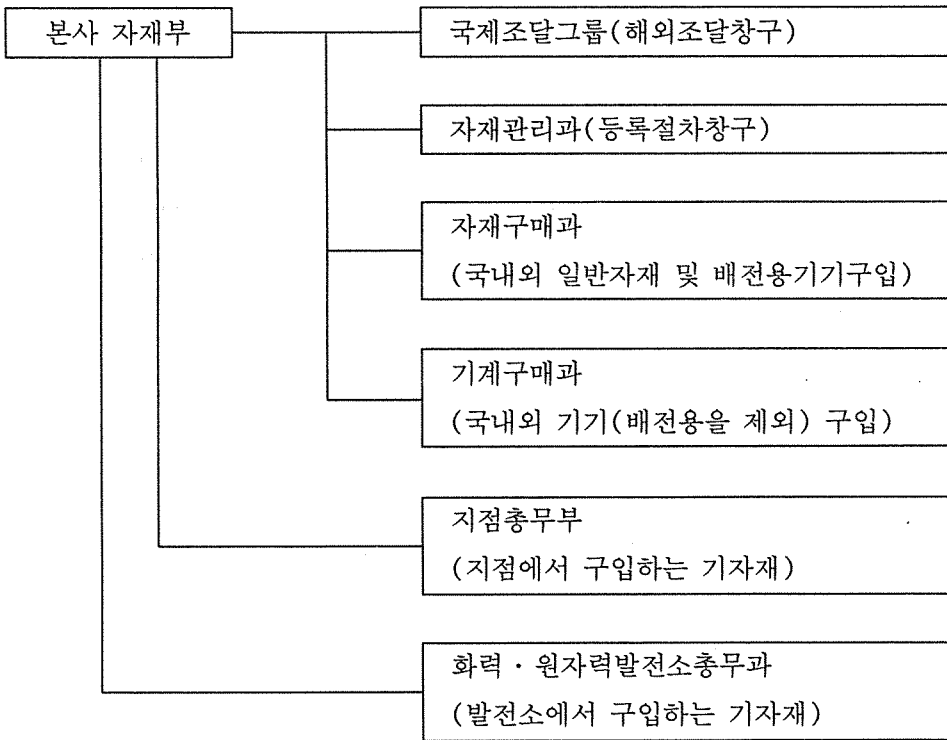 본사 자재부
국제조달그룹(해외조달창구)
자재관리과(등록절차창구)
자재구매과
(국내외 일반자재 및 배전용기기구입)
기계구매과
(국내외 기기(배전용을 제외) 구입)
지점총무부
(지점에서 구입하는 기자재)
화력·원자력발전소총무과
(발전소에서 구입하는 기자재)